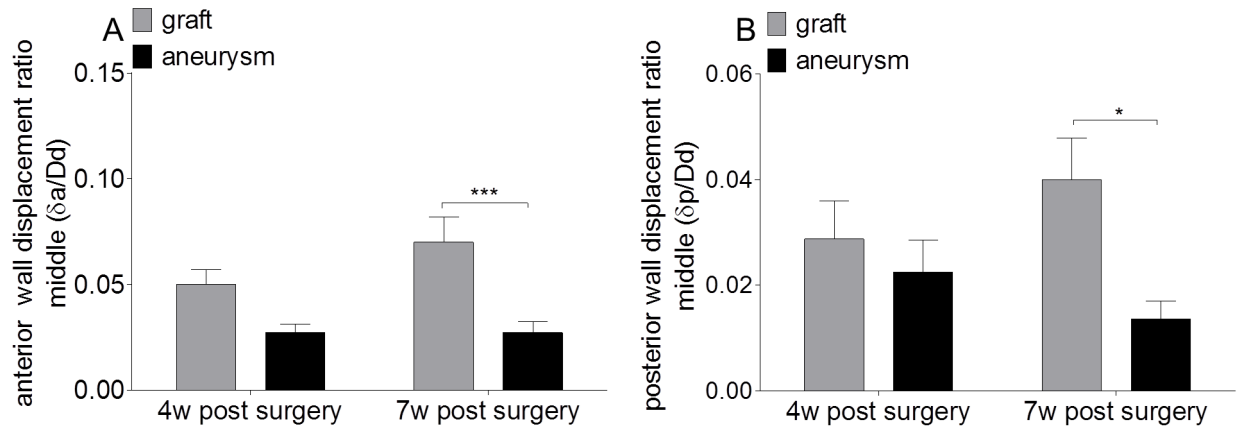 A
graft
aneurysm
anterior wall displacement ratio
middle (δa/Dd)
0.15
0.10
0.05
0.00
***
4w post surgery
7w post surgery
B
graft
aneurysm
posterior wall displacement ratio
middle (δp/Dd)
0.06
0.04
0.02
0.00
*
4w post surgery
7w post surgery